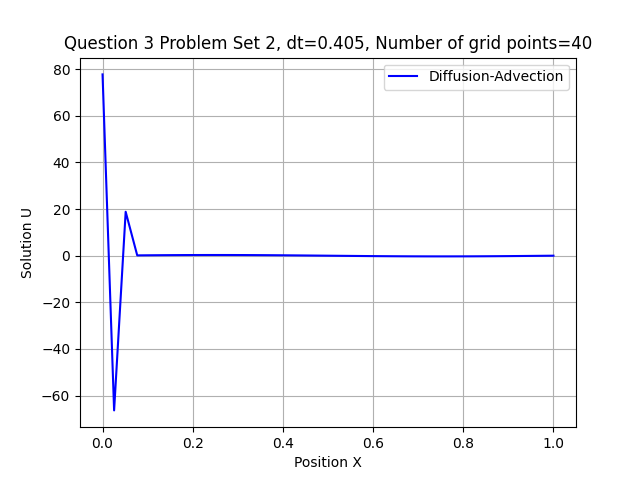 Question 3 Problem Set 2, dt=0.405, Number of grid points=40
Diffusion-Advection
Solution U
80
60
40
20
0
−20
−40
−60
0.0 0.2 0.4 0.6 0.8 1.0
Position X